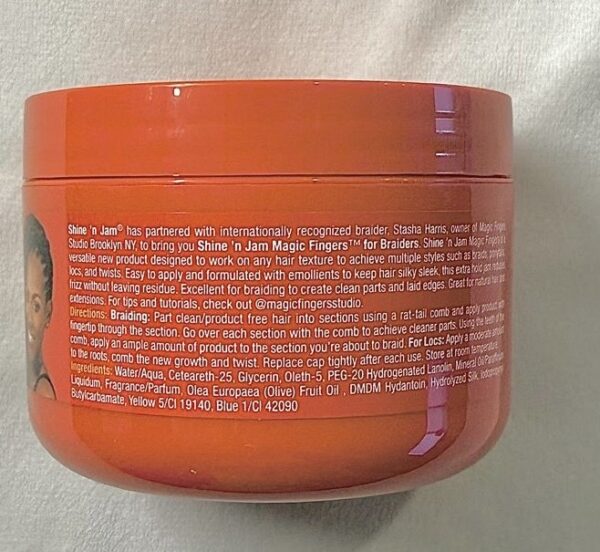 Shine 'n Jam® has partnered with internationally recognized braider, Stasha Harris, owner of Magic Fingers
Studio Brooklyn NY, to bring you Shine 'n Jam Magic Fingers™ for Braiders. Shine 'n Jam Magic Fingers is a
versatile new product designed to work on any hair texture to achieve multiple styles such as braids, ponytails,
locs, and twists. Easy to apply and formulated with emollients to keep hair silky sleek, this extra hold jam reduces
frizz without leaving residue. Excellent for braiding to create clean parts and laid edges. Great for natural hair and
extensions. For tips and tutorials, check out @magicfingersstudio.
Directions: Braiding: Part clean/product free hair into sections using a rat-tail comb and apply product with
fingertip through the section. Go over each section with the comb to achieve cleaner parts. Using the teeth of the
comb, apply an ample amount of product to the section you're about to braid. For Locs: Apply a moderate amount
to the roots, comb the new growth and twist. Replace cap tightly after each use. Store at room temperature.
Ingredients: Water/Aqua, Ceteareth-25, Glycerin, Oleth-5, PEG-20 Hydrogenated Lanolin, Mineral Oil/Paraffinum
Liquidum, Fragrance/Parfum, Olea Europaea (Olive) Fruit Oil , DMDM Hydantoin, Hydrolyzed Silk, Iodopropynyl
Butylcarbamate, Yellow 5/CI 19140, Blue 1/CI 42090